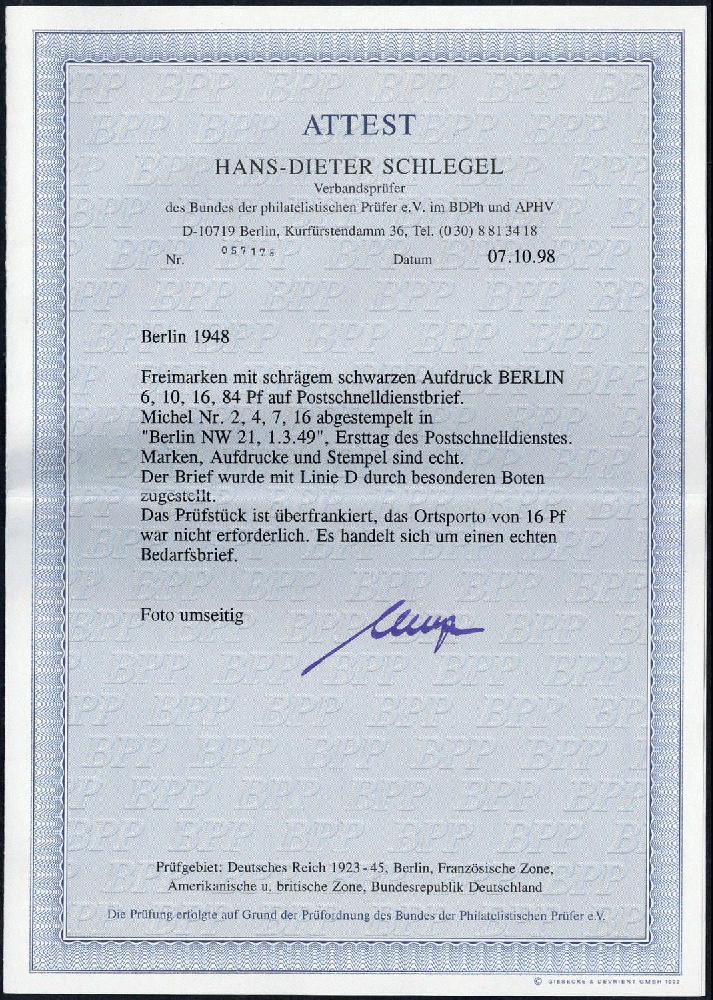 ATTEST
HANS-DIETER SCHLEGEL
Verbandsprüfer
des Bundes der philatelistischen Prüfer e.V. im BDPh und APHV
D-10719 Berlin, Kurfürstendamm 36, Tel. (030) 8 81 34 18
Nr. Datum 07.10.98
Berlin 1948
Freimarken mit schrägem schwarzen Aufdruck BERLIN
6, 10, 16, 84 Pf auf Postschnelldienstbrief.
Michel Nr. 2, 4, 7, 16 abgestempelt in
"Berlin NW 21, 1.3.49", Ersttag des Postschnelldienstes.
Marken, Aufdrucke und Stempel sind echt.
Der Brief wurde mit Linie D durch besonderen Boten
zugestellt.
Das Prüfstück ist überfrankiert, das Ortsporto von 16 Pf
war nicht erforderlich. Es handelt sich um einen echten
Bedarfsbrief.
Foto umseitig
Prüfgebiet: Deutsches Reich 1923-45, Berlin, Französische Zone,
Amerikanische u. britische Zone, Bundesrepublik Deutschland
Die Prüfung erfolgte auf Grund der Prüfordnung des Bundes der Philatelistischen Prüfer e.V.
© GIESECKE & DEVRIENT GMBH